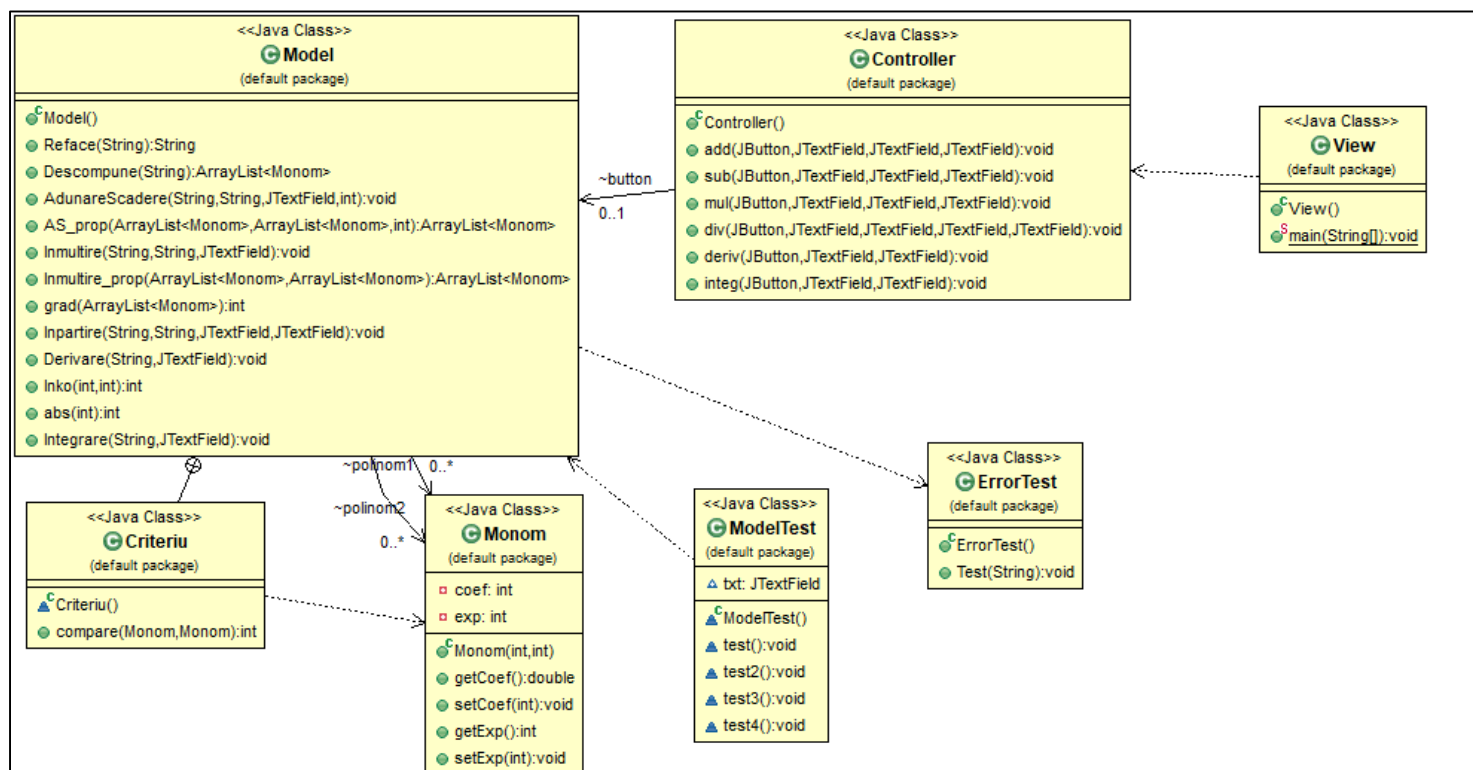 <<Java Class>>
Model
(default package)
Model()
Reface(String):String
Descompune(String):ArrayList<Monom>
AdunareScadere(String,String,JTextField,int):void
AS_prop(ArrayList<Monom>,ArrayList<Monom>,int):ArrayList<Monom>
Inmultire(String,String,JTextField):void
Inmultire_prop(ArrayList<Monom>,ArrayList<Monom>):ArrayList<Monom>
grad(ArrayList<Monom>):int
Inpartire(String,String,JTextField,JTextField):void
Derivare(String,JTextField):void
Inko(int,int):int
abs(int):int
Integrare(String,JTextField):void
~button
0..1
<<Java Class>>
Controller
(default package)
Controller()
add(JButton,JTextField,JTextField,JTextField):void
sub(JButton,JTextField,JTextField,JTextField):void
mul(JButton,JTextField,JTextField,JTextField):void
div(JButton,JTextField,JTextField,JTextField,JTextField):void
deriv(JButton,JTextField,JTextField):void
integ(JButton,JTextField,JTextField):void
<<Java Class>>
View
(default package)
View()
main(String[]):void
~polinom1
0..*
~polinom2
0..*
<<Java Class>>
Criteriu
(default package)
Criteriu()
compare(Monom,Monom):int
<<Java Class>>
Monom
(default package)
coef: int
exp: int
Monom(int,int)
getCoef():double
setCoef(int):void
getExp():int
setExp(int):void
<<Java Class>>
ModelTest
(default package)
txt: JTextField
ModelTest()
test():void
test2():void
test3():void
test4():void
<<Java Class>>
ErrorTest
(default package)
ErrorTest()
Test(String):void